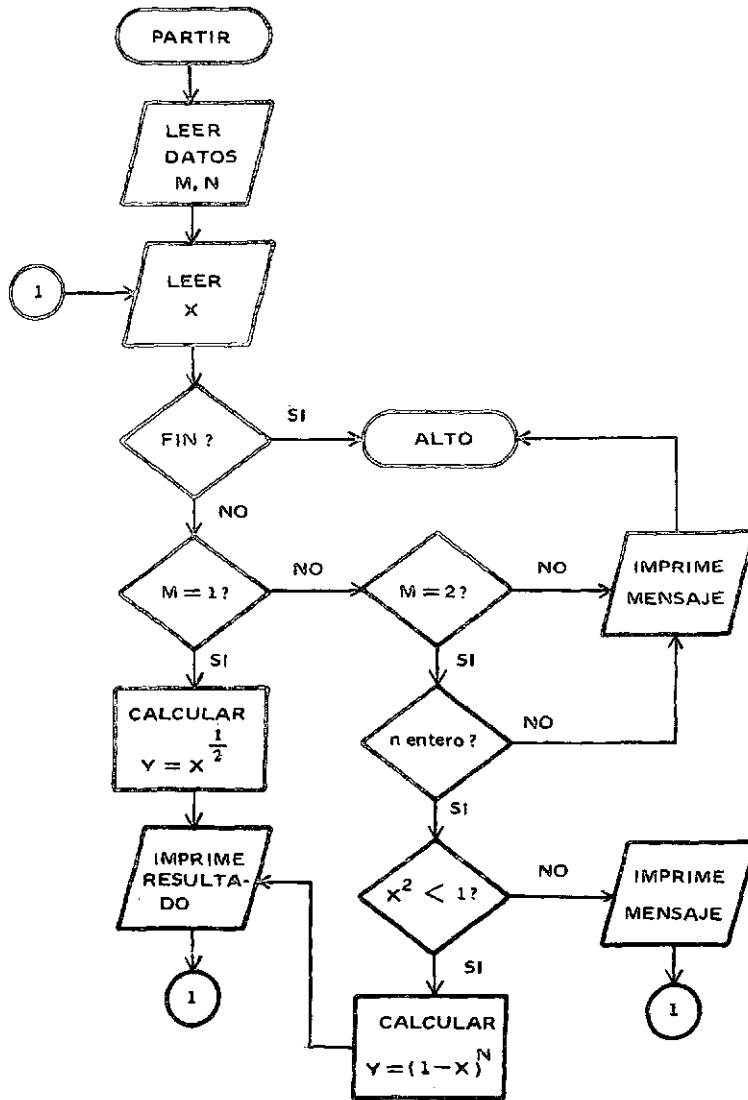 PARTIR
LEER
DATOS
M, N
1
LEER
X
FIN ?
SI
ALTO
NO
M = 1?
NO
M = 2?
NO
IMPRIME
MENSAJE
SI
SI
CALCULAR
Y = X^{1/2}
n entero ?
NO
SI
IMPRIME
RESULTA-
DO
X² < 1?
NO
IMPRIME
MENSAJE
SI
1
1
CALCULAR
Y=(1-X)^N